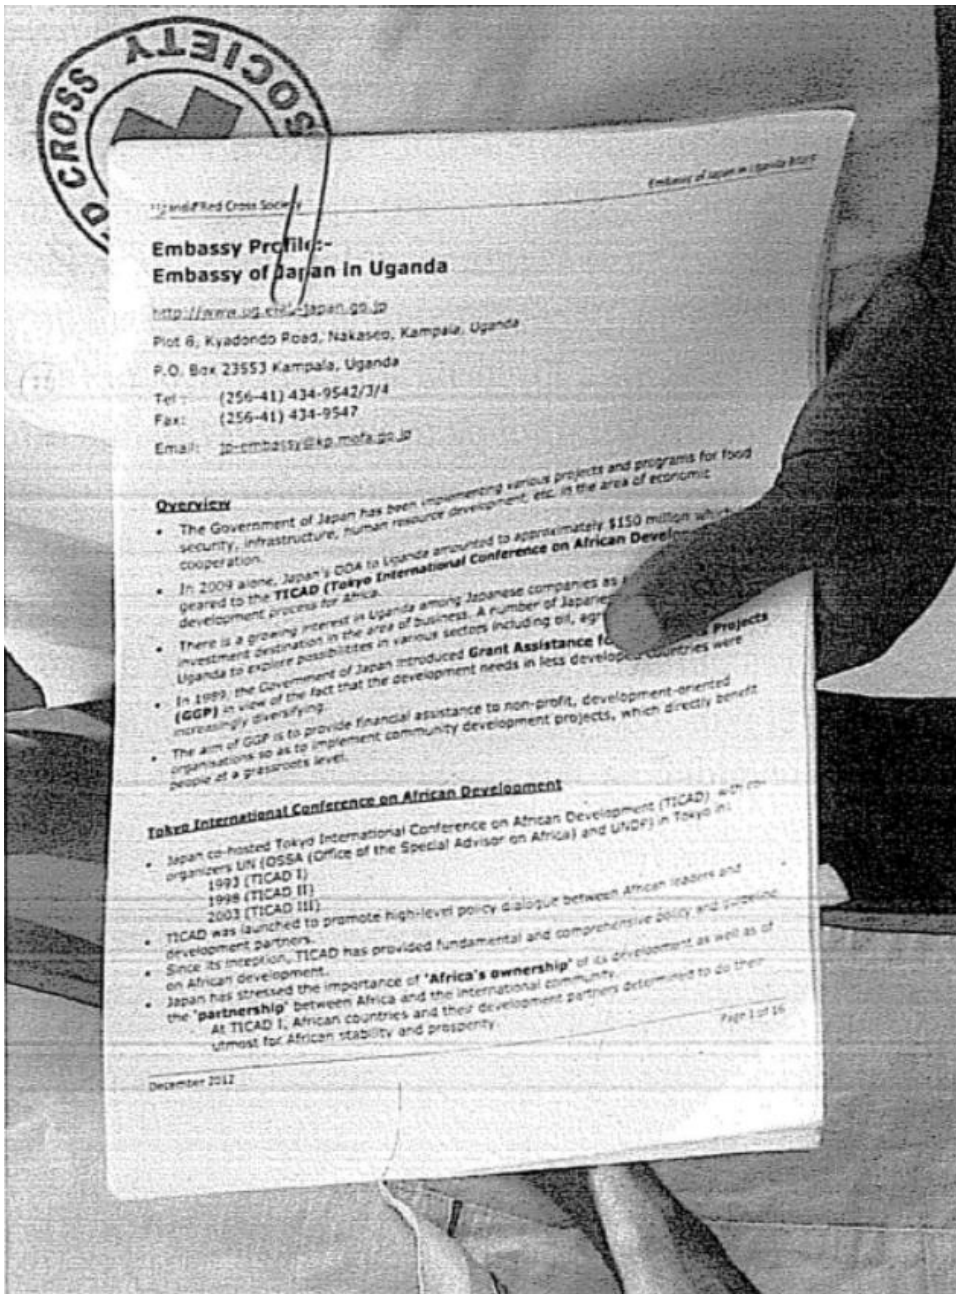 CROSS SOCIETY
Red Cross Society
Embassy of Japan in Uganda
Embassy Profile:-
Embassy of Japan in Uganda
Plot 8, Kyadondo Road, Nakasero, Kampala, Uganda
P.O. Box 23553 Kampala, Uganda
Tel : (256-41) 434-9542/3/4
Fax: (256-41) 434-9547
Email: jp-embassy@kp.mofa.go.jp
Overview
• The Government of Japan has been implementing various projects and programs for food
security, infrastructure, human resource development, etc. in the area of economic
cooperation.
• In 2009 alone, Japan's ODA to Uganda amounted to approximately $150 million
geared to the TICAD (Tokyo International Conference on African
development process for Africa.
• There is a growing interest in Uganda among Japanese companies as
investment destination in the area of business. A number of Japanese
Uganda to explore possibilities in various sectors including oil,
• In 1989, the Government of Japan introduced Grant Assistance Projects
(GGP) in view of the fact that the development needs in less developed countries were
increasingly diversifying.
• The aim of GGP is to provide financial assistance to non-profit, development-oriented
organisations so as to implement community development projects, which directly benefit
people at a grassroots level.
Tokyo International Conference on African Development
• Japan co-hosted Tokyo International Conference on African Development (TICAD) with co-
organizers UN (OSSA (Office of the Special Advisor on Africa) and UNDP) in Tokyo in:
1993 (TICAD I)
1998 (TICAD II)
2003 (TICAD III)
• TICAD was launched to promote high-level policy dialogue between African leaders and
development partners.
• Since its inception, TICAD has provided fundamental and comprehensive policy and guideline
on African development.
• Japan has stressed the importance of 'Africa's ownership' of its development as well as of
the 'partnership' between Africa and the international community.
At TICAD I, African countries and their development partners determined to do their
utmost for African stability and prosperity
Page 1 of 16
December 2012